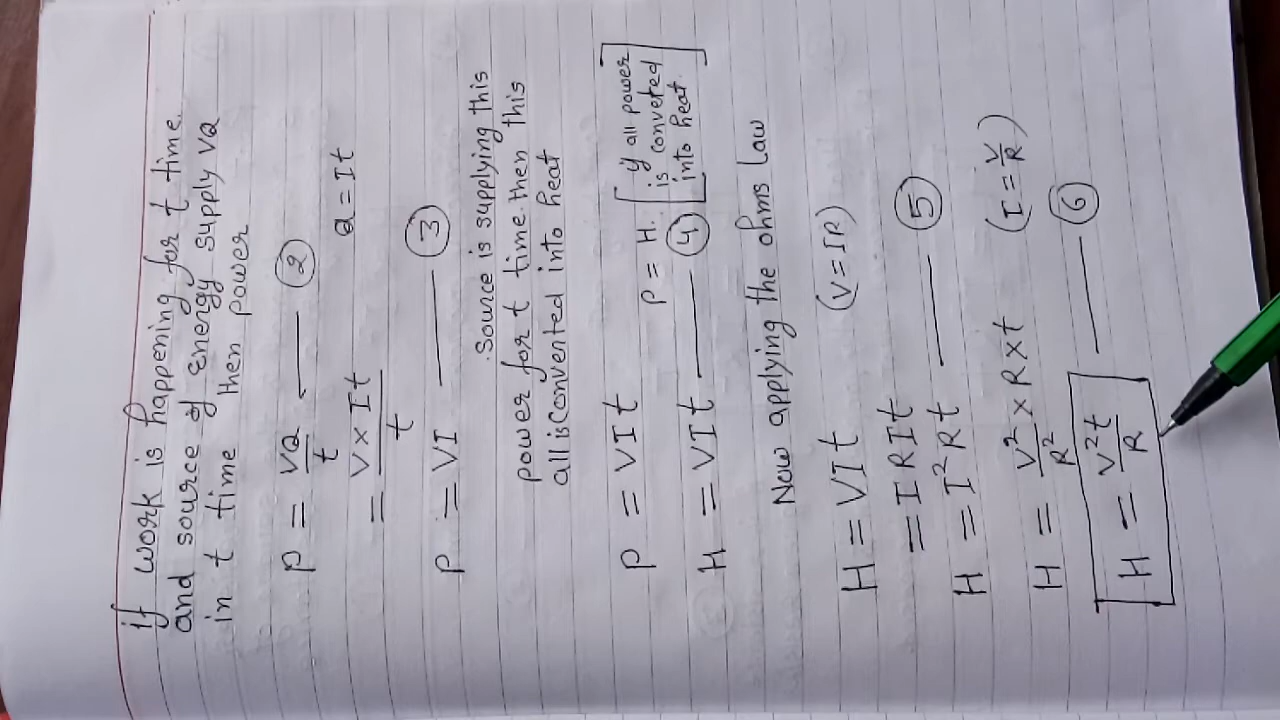 if work is happening for t time
and source of energy supply VQ
in t time then power
P = VQ/t —— 2
= V × It / t Q = It
P = VI —— 3
Source is supplying this
power for t time then this
all is Convented into heat
P = VIt P = H. [if all power is conveted into heat]
H = VIt —— 4
Now applying the ohms Law
H = VIt (V = IR)
= IRIt
H = I²Rt —— 5
H = V²/R² × R × t (I = V/R)
H = V²t/R —— 6